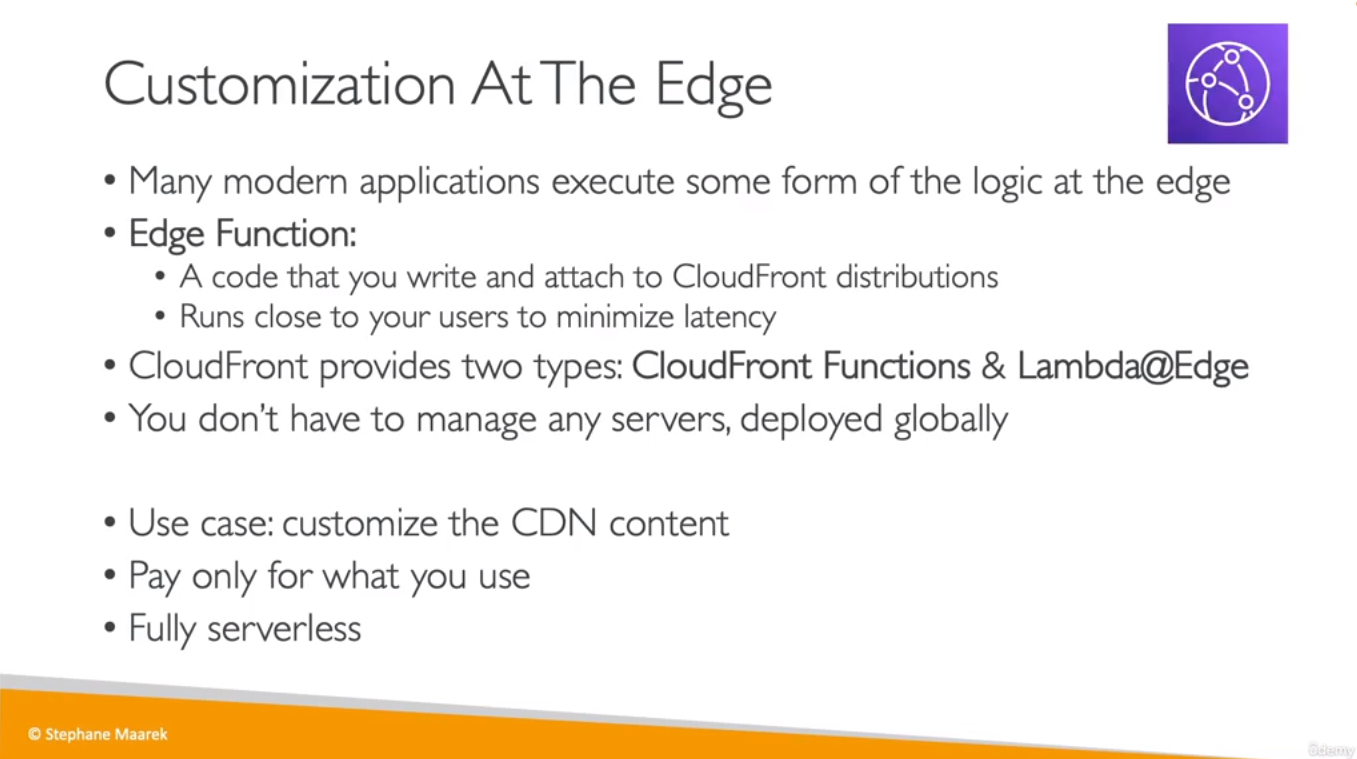 Customization At The Edge
• Many modern applications execute some form of the logic at the edge
• Edge Function:
• A code that you write and attach to CloudFront distributions
• Runs close to your users to minimize latency
• CloudFront provides two types: CloudFront Functions & Lambda@Edge
• You don't have to manage any servers, deployed globally
• Use case: customize the CDN content
• Pay only for what you use
• Fully serverless
© Stephane Maarek
ûdemy